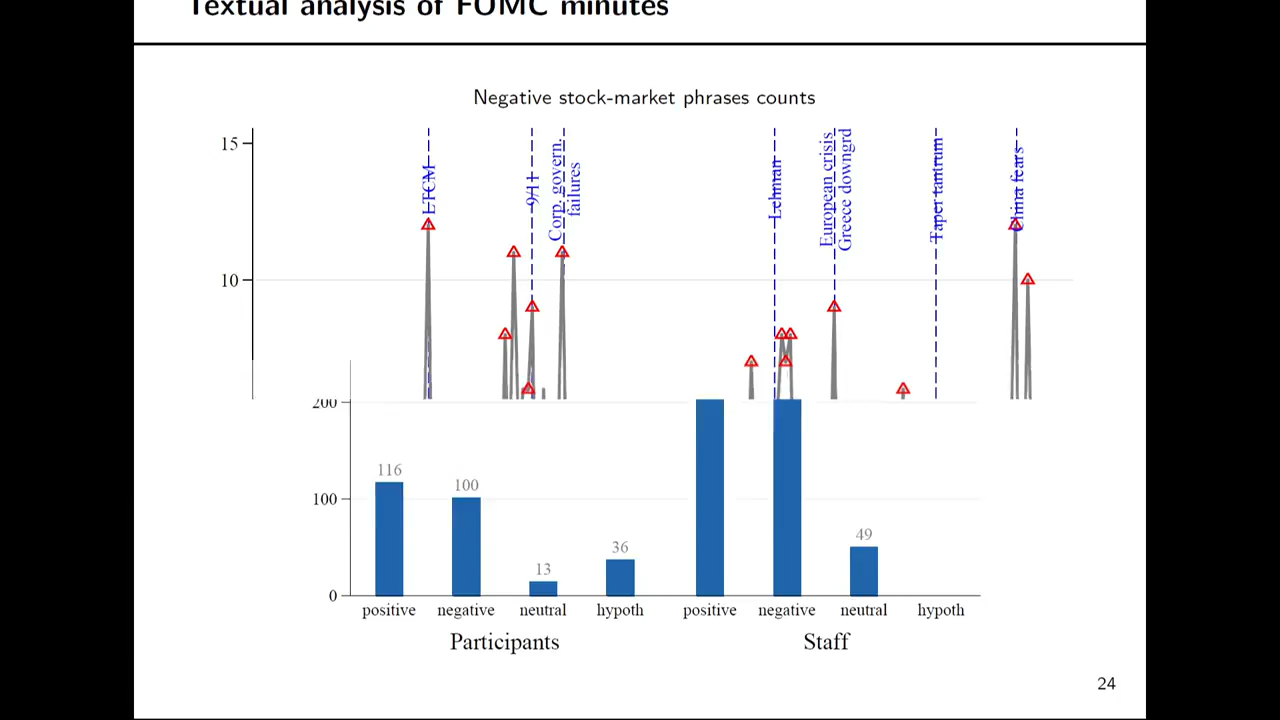 Textual analysis of FOMC minutes
Negative stock-market phrases counts
15
10
LTCM
9/11
Corp. govern.
failures
Lehman
European crisis
Greece downgrd
Taper tantrum
China fears
200
100
0
116
100
13
36
49
positive negative neutral hypoth positive negative neutral hypoth
Participants Staff
24